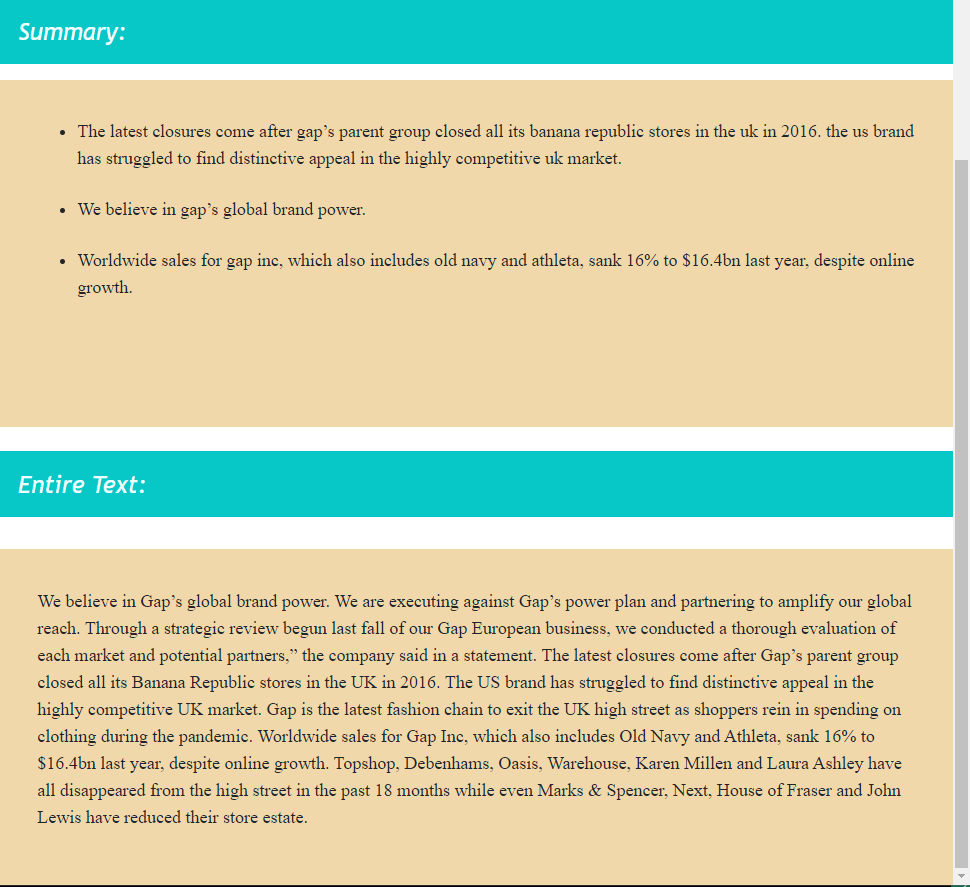 Summary:
• The latest closures come after gap’s parent group closed all its banana republic stores in the uk in 2016. the us brand
has struggled to find distinctive appeal in the highly competitive uk market.
• We believe in gap’s global brand power.
• Worldwide sales for gap inc, which also includes old navy and athleta, sank 16% to $16.4bn last year, despite online
growth.
Entire Text:
We believe in Gap’s global brand power. We are executing against Gap’s power plan and partnering to amplify our global
reach. Through a strategic review begun last fall of our Gap European business, we conducted a thorough evaluation of
each market and potential partners,” the company said in a statement. The latest closures come after Gap’s parent group
closed all its Banana Republic stores in the UK in 2016. The US brand has struggled to find distinctive appeal in the
highly competitive UK market. Gap is the latest fashion chain to exit the UK high street as shoppers rein in spending on
clothing during the pandemic. Worldwide sales for Gap Inc, which also includes Old Navy and Athleta, sank 16% to
$16.4bn last year, despite online growth. Topshop, Debenhams, Oasis, Warehouse, Karen Millen and Laura Ashley have
all disappeared from the high street in the past 18 months while even Marks & Spencer, Next, House of Fraser and John
Lewis have reduced their store estate.